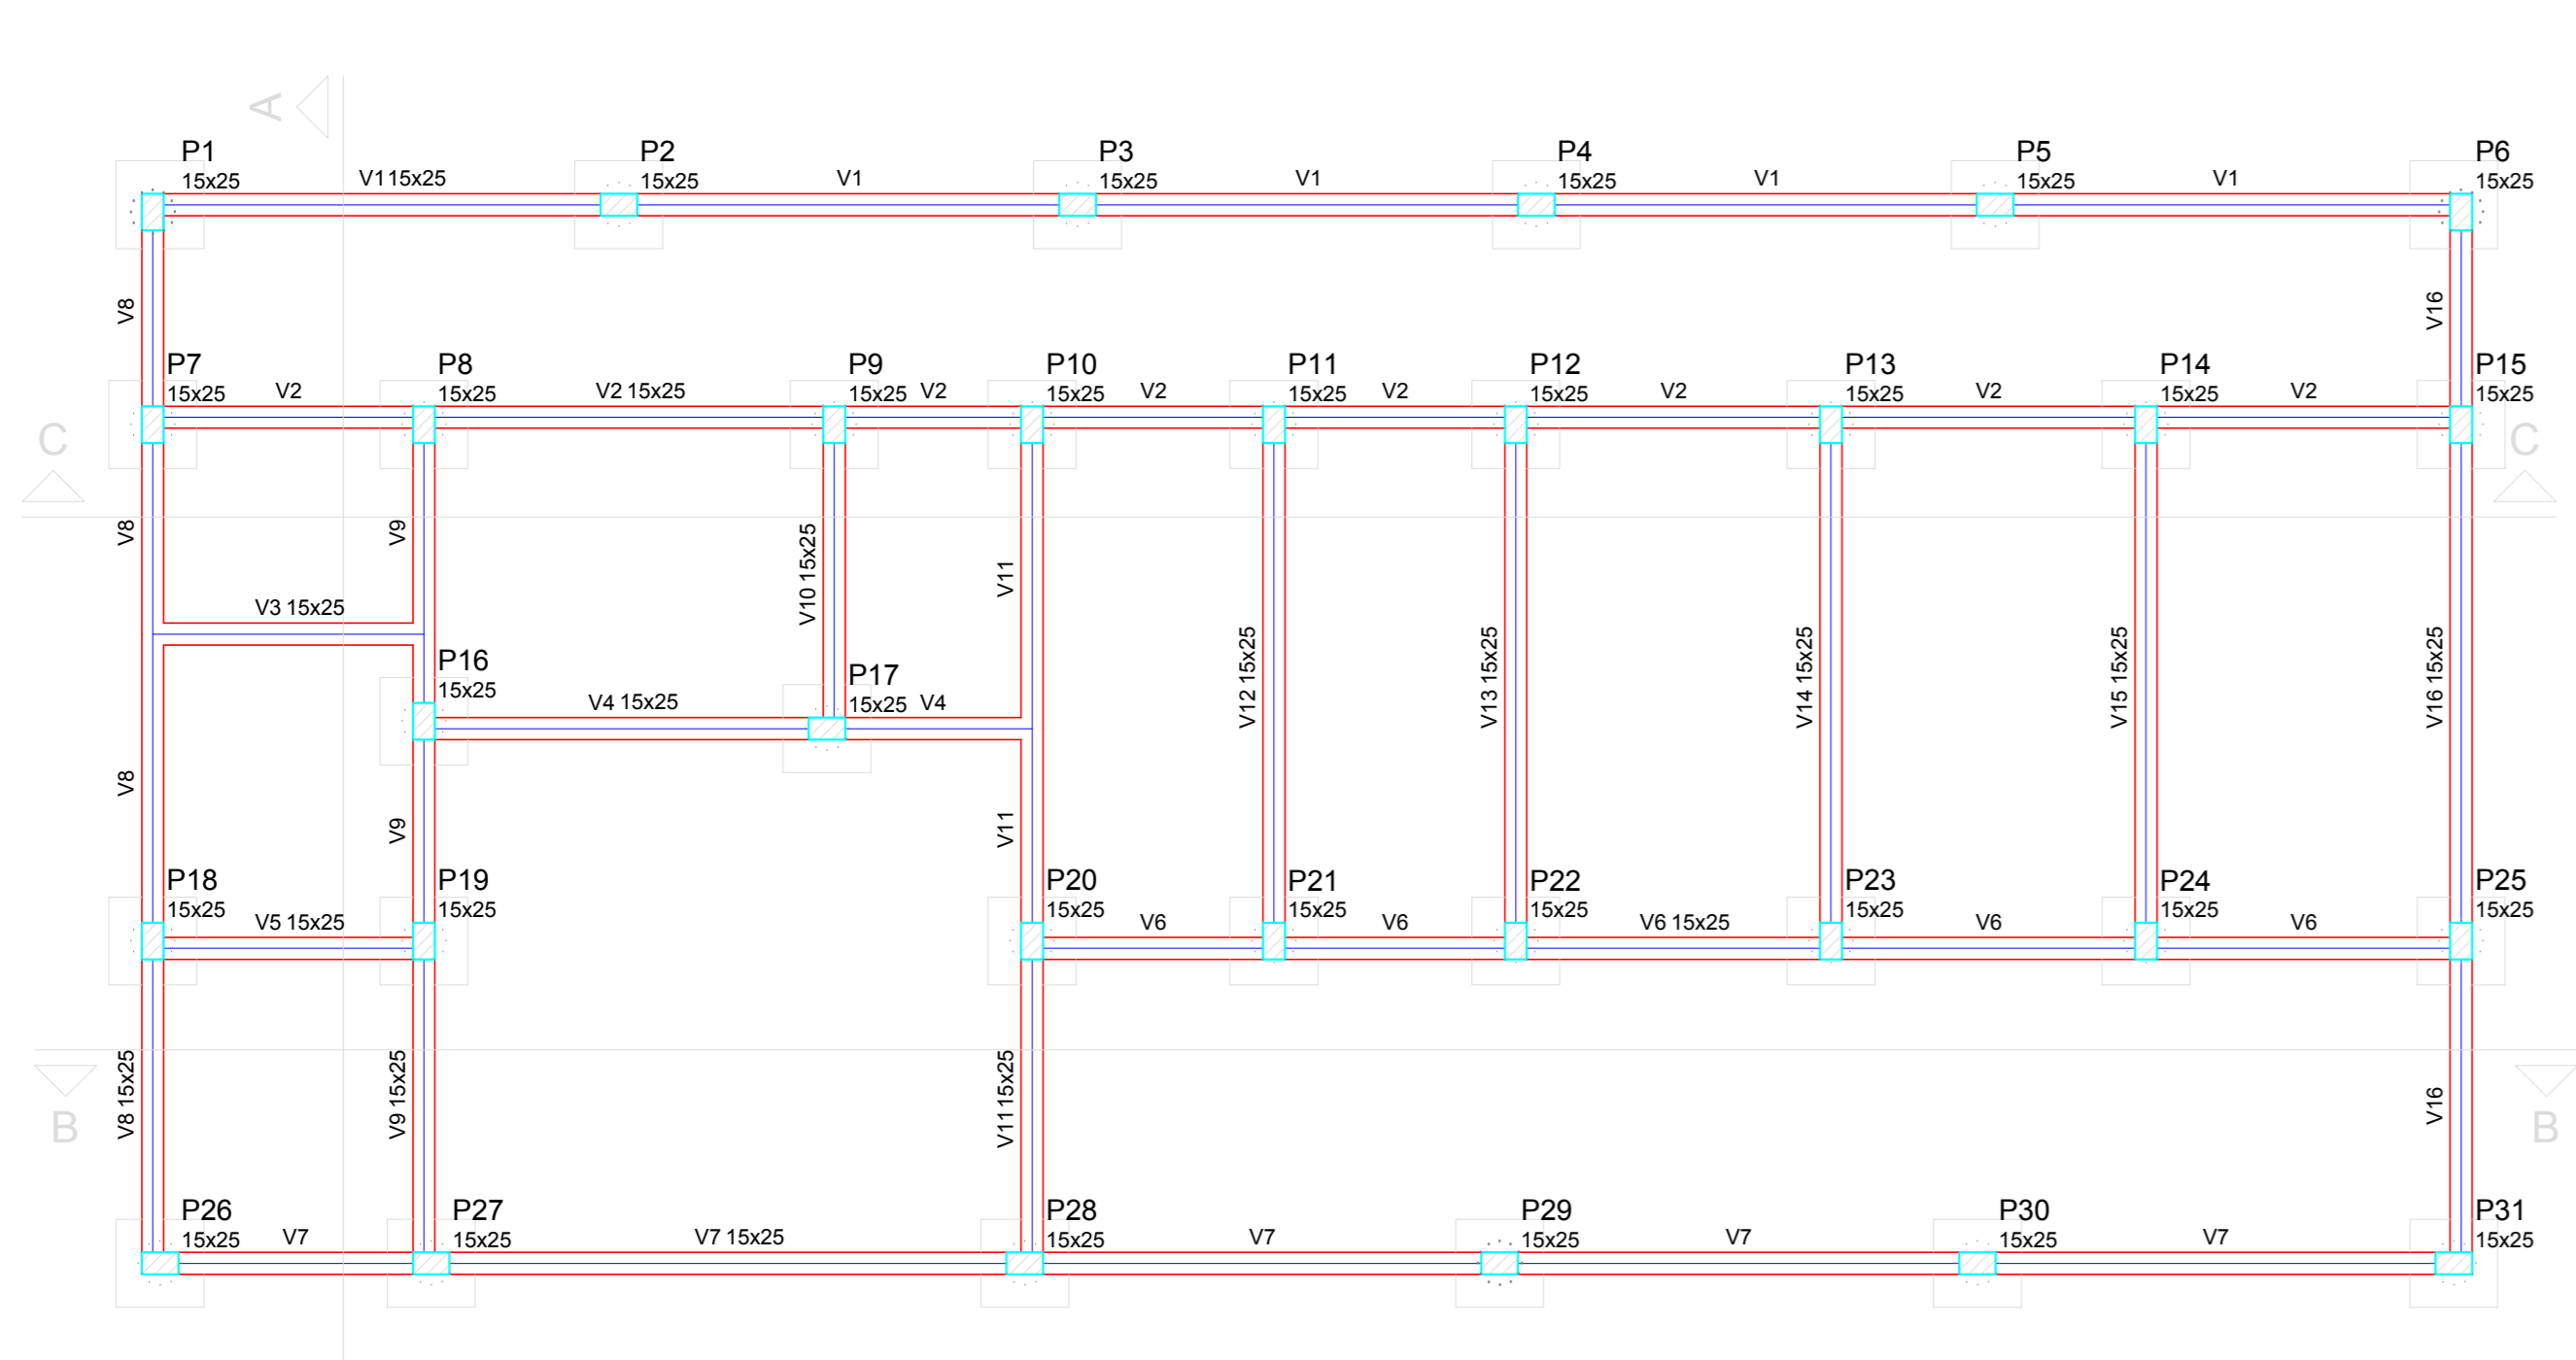 A
P1
15x25
V1 15x25
P2
15x25
V1
P3
15x25
V1
P4
15x25
V1
P5
15x25
V1
P6
15x25
V8
V16
P7
15x25
V2
P8
15x25
V2 15x25
P9
15x25
V2
P10
15x25
V2
P11
15x25
V2
P12
15x25
V2
P13
15x25
V2
P14
15x25
V2
P15
15x25
C
C
V8
V9
V10 15x25
V11
V3 15x25
P16
15x25
V4 15x25
P17
15x25
V4
V12 15x25
V13 15x25
V14 15x25
V15 15x25
V16 15x25
V8
V9
V11
P18
15x25
V5 15x25
P19
15x25
P20
15x25
V6
P21
15x25
V6
P22
15x25
V6 15x25
P23
15x25
V6
P24
15x25
V6
P25
15x25
B
V8 15x25
V9 15x25
V11 15x25
V16
B
P26
15x25
V7
P27
15x25
V7 15x25
P28
15x25
V7
P29
15x25
V7
P30
15x25
V7
P31
15x25